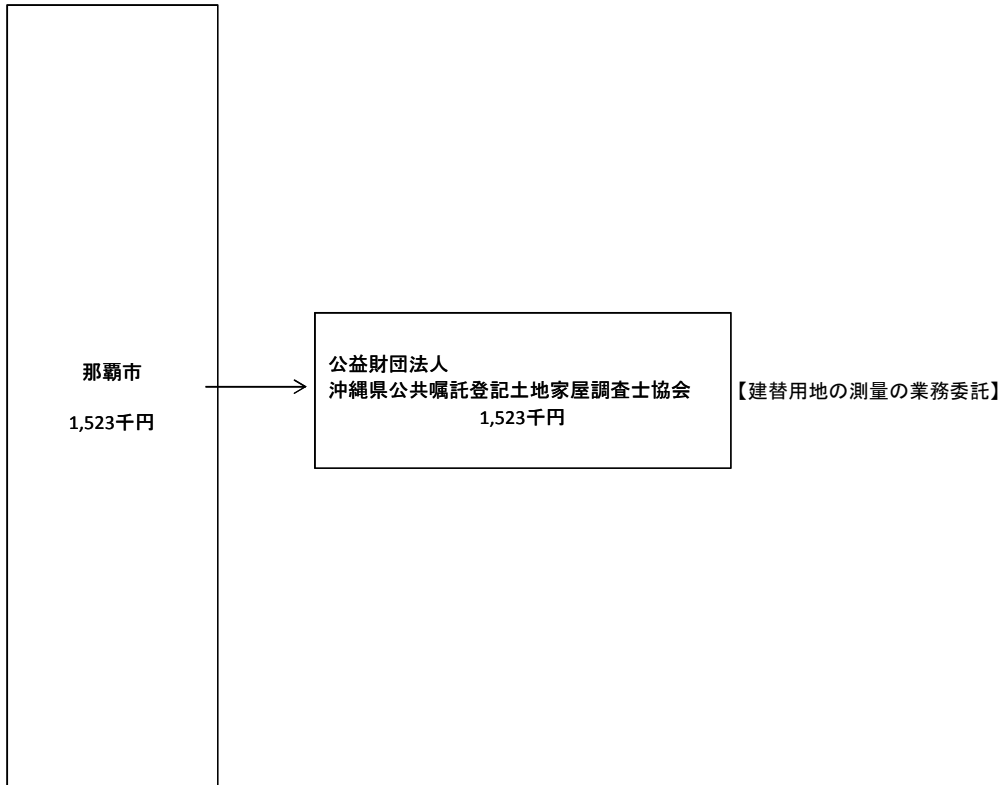 那覇市
1,523千円
公益財団法人
沖縄県公共嘱託登記土地家屋調査士協会
1,523千円
【建替用地の測量の業務委託】